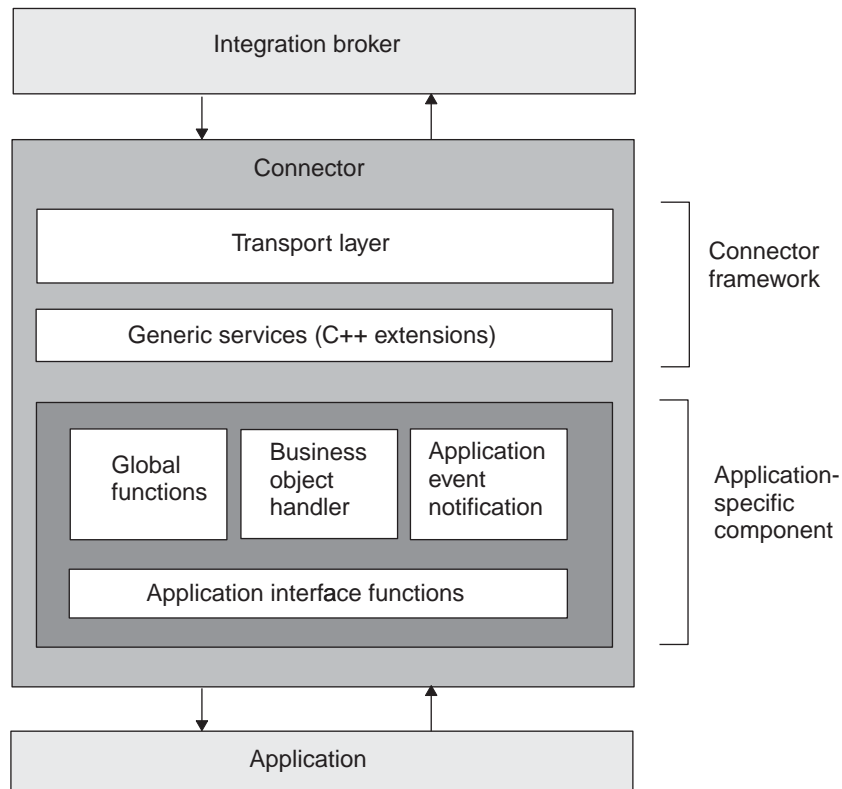 Integration broker
Connector
Transport layer
Connector
framework
Generic services (C++ extensions)
Global
functions
Business
object
handler
Application
event
notification
Application-
specific
component
Application interface functions
Application